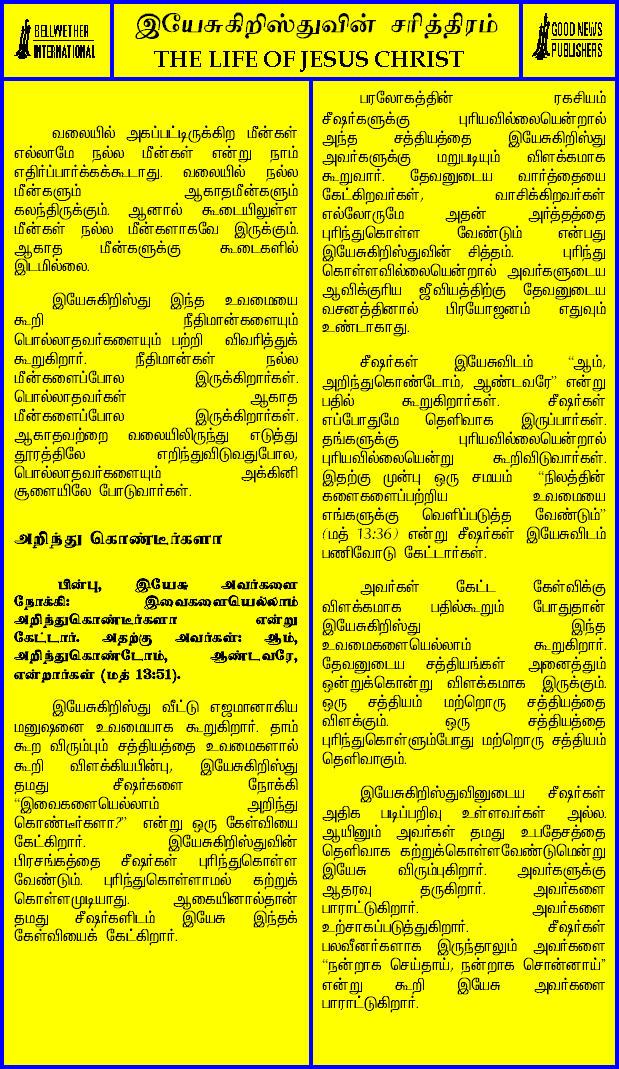 BELLWETHER
INTERNATIONAL
இயேசுகிறிஸ்துவின் சரித்திரம்
THE LIFE OF JESUS CHRIST
GOOD NEWS
PUBLISHERS
வலையில் அகப்பட்டிருக்கிற மீன்கள்
எல்லாமே நல்ல மீன்கள் என்று நாம்
எதிர்ப்பார்க்கக்கூடாது. வலையில் நல்ல
மீன்களும் ஆகாதமீன்களும்
கலந்திருக்கும். ஆனால் கூடையிலுள்ள
மீன்கள் நல்ல மீன்களாகவே இருக்கும்.
ஆகாத மீன்களுக்கு கூடைகளில்
இடமில்லை.
இயேசுகிறிஸ்து இந்த உவமையை
கூறி நீதிமான்களையும்
பொல்லாதவர்களையும் பற்றி விவரித்துக்
கூறுகிறார். நீதிமான்கள் நல்ல
மீன்களைப்போல இருக்கிறார்கள்.
பொல்லாதவர்கள் ஆகாத
மீன்களைப்போல இருக்கிறார்கள்.
ஆகாதவற்றை வலையிலிருந்து எடுத்து
தூரத்திலே எறிந்துவிடுவதுபோல,
பொல்லாதவர்களையும் அக்கினி
சூளையிலே போடுவார்கள்.
அறிந்து கொண்டீர்களா
பின்பு, இயேசு அவர்களை
நோக்கி: இவைகளையெல்லாம்
அறிந்துகொண்டீர்களா என்று
கேட்டார். அதற்கு அவர்கள்: ஆம்,
அறிந்துகொண்டோம், ஆண்டவரே,
என்றார்கள் (மத் 13:51).
இயேசுகிறிஸ்து வீட்டு எஜமானாகிய
மனுஷனை உவமையாக கூறுகிறார். தாம்
கூற விரும்பும் சத்தியத்தை உவமைகளால்
கூறி விளக்கியபின்பு, இயேசுகிறிஸ்து
தமது சீஷர்களை நோக்கி
“இவைகளையெல்லாம் அறிந்து
கொண்டீர்களா?” என்று ஒரு கேள்வியை
கேட்கிறார். இயேசுகிறிஸ்துவின்
பிரசங்கத்தை சீஷர்கள் புரிந்துகொள்ள
வேண்டும். புரிந்துகொள்ளாமல் கற்றுக்
கொள்ளமுடியாது. ஆகையினால்தான்
தமது சீஷர்களிடம் இயேசு இந்தக்
கேள்வியைக் கேட்கிறார்.
பரலோகத்தின் ரகசியம்
சீஷர்களுக்கு புரியவில்லையென்றால்
அந்த சத்தியத்தை இயேசுகிறிஸ்து
அவர்களுக்கு மறுபடியும் விளக்கமாக
கூறுவார். தேவனுடைய வார்த்தையை
கேட்கிறவர்கள், வாசிக்கிறவர்கள்
எல்லோருமே அதன் அர்த்தத்தை
புரிந்துகொள்ள வேண்டும் என்பது
இயேசுகிறிஸ்துவின் சித்தம். புரிந்து
கொள்ளவில்லையென்றால் அவர்களுடைய
ஆவிக்குரிய ஜீவியத்திற்கு தேவனுடைய
வசனத்தினால் பிரயோஜனம் எதுவும்
உண்டாகாது.
சீஷர்கள் இயேசுவிடம் “ஆம்,
அறிந்துகொண்டோம், ஆண்டவரே” என்று
பதில் கூறுகிறார்கள். சீஷர்கள்
எப்போதுமே தெளிவாக இருப்பார்கள்.
தங்களுக்கு புரியவில்லையென்றால்
புரியவில்லையென்று கூறிவிடுவார்கள்.
இதற்கு முன்பு ஒரு சமயம் “நிலத்தின்
களைகளைப்பற்றிய உவமையை
எங்களுக்கு வெளிப்படுத்த வேண்டும்”
(மத் 13:36) என்று சீஷர்கள் இயேசுவிடம்
பணிவோடு கேட்டார்கள்.
அவர்கள் கேட்ட கேள்விக்கு
விளக்கமாக பதில்கூறும் போதுதான்
இயேசுகிறிஸ்து இந்த
உவமைகளையெல்லாம் கூறுகிறார்.
தேவனுடைய சத்தியங்கள் அனைத்தும்
ஒன்றுக்கொன்று விளக்கமாக இருக்கும்.
ஒரு சத்தியம் மற்றொரு சத்தியத்தை
விளக்கும். ஒரு சத்தியத்தை
புரிந்துகொள்ளும்போது மற்றொரு சத்தியம்
தெளிவாகும்.
இயேசுகிறிஸ்துவினுடைய சீஷர்கள்
அதிக படிப்பறிவு உள்ளவர்கள் அல்ல.
ஆயினும் அவர்கள் தமது உபதேசத்தை
தெளிவாக கற்றுக்கொள்ளவேண்டுமென்று
இயேசு விரும்புகிறார். அவர்களுக்கு
ஆதரவு தருகிறார். அவர்களை
பாராட்டுகிறார். அவர்களை
உற்சாகப்படுத்துகிறார். சீஷர்கள்
பலவீனர்களாக இருந்தாலும் அவர்களை
“நன்றாக செய்தாய், நன்றாக சொன்னாய்”
என்று கூறி இயேசு அவர்களை
பாராட்டுகிறார்.